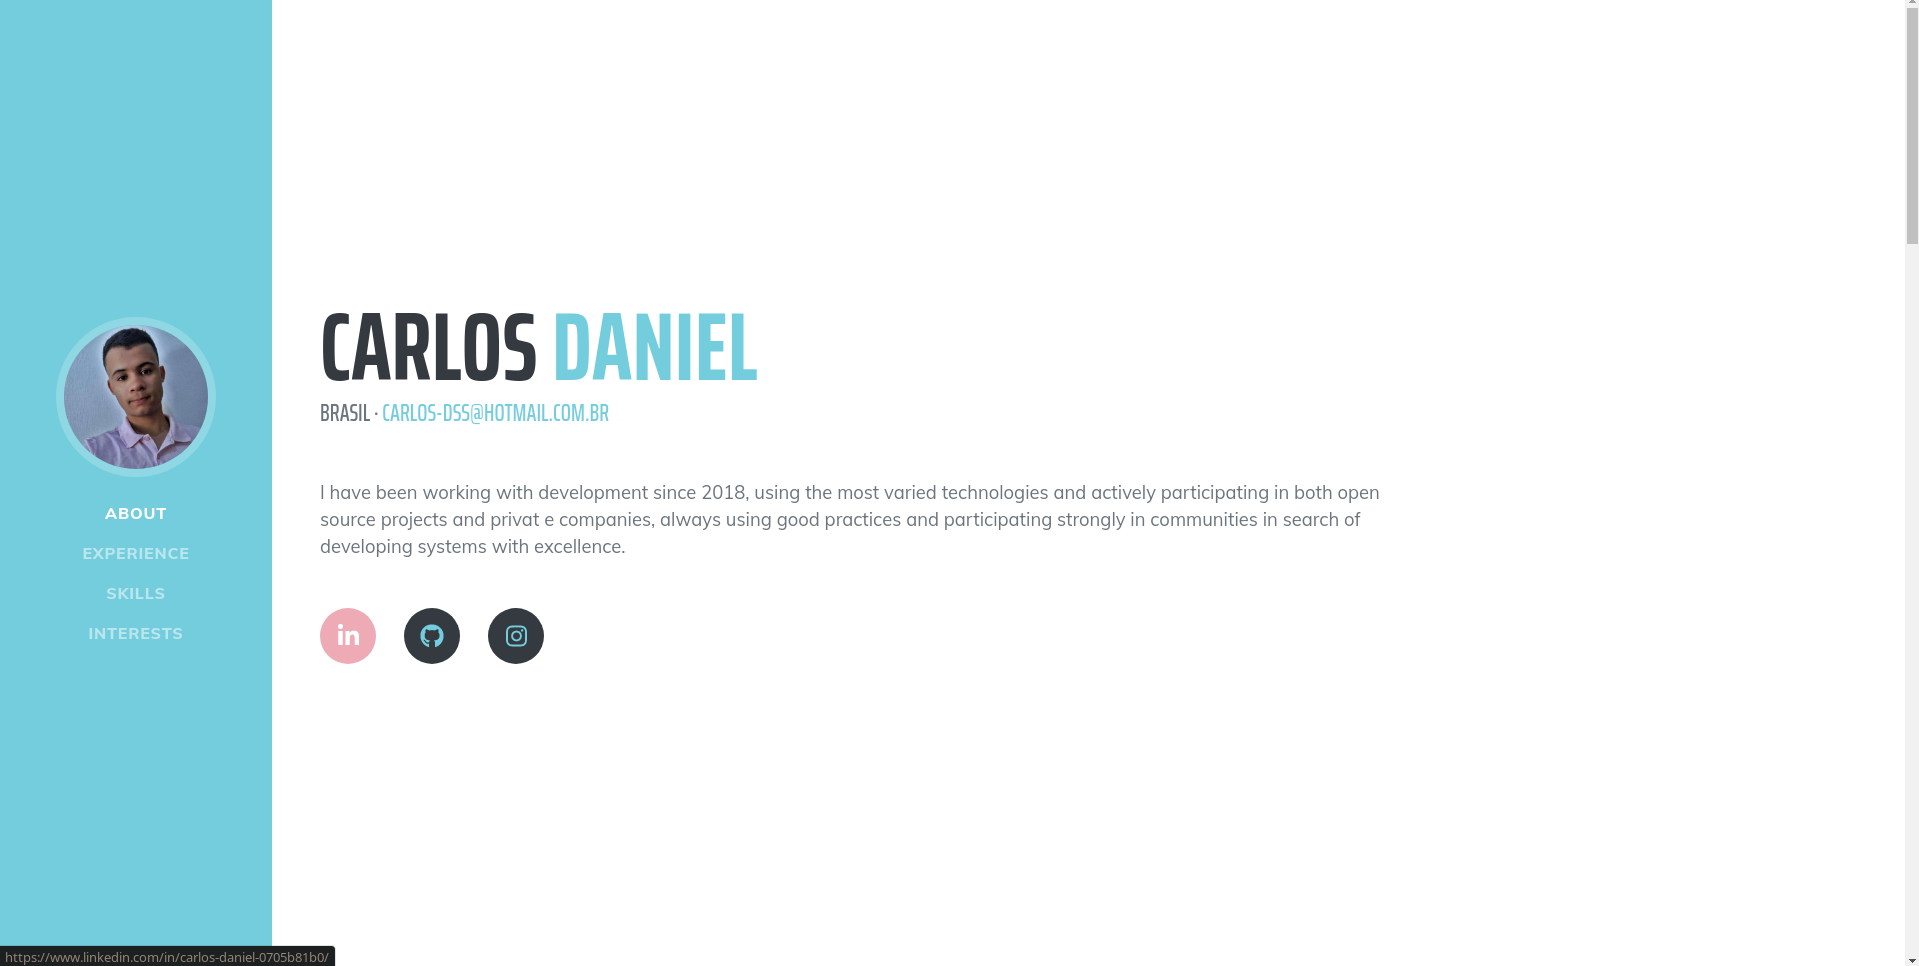 ABOUT
EXPERIENCE
SKILLS
INTERESTS
CARLOS DANIEL
BRASIL · CARLOS-DSS@HOTMAIL.COM.BR
I have been working with development since 2018, using the most varied technologies and actively participating in both open
source projects and privat e companies, always using good practices and participating strongly in communities in search of
developing systems with excellence.
in
https://www.linkedin.com/in/carlos-daniel-0705b81b0/